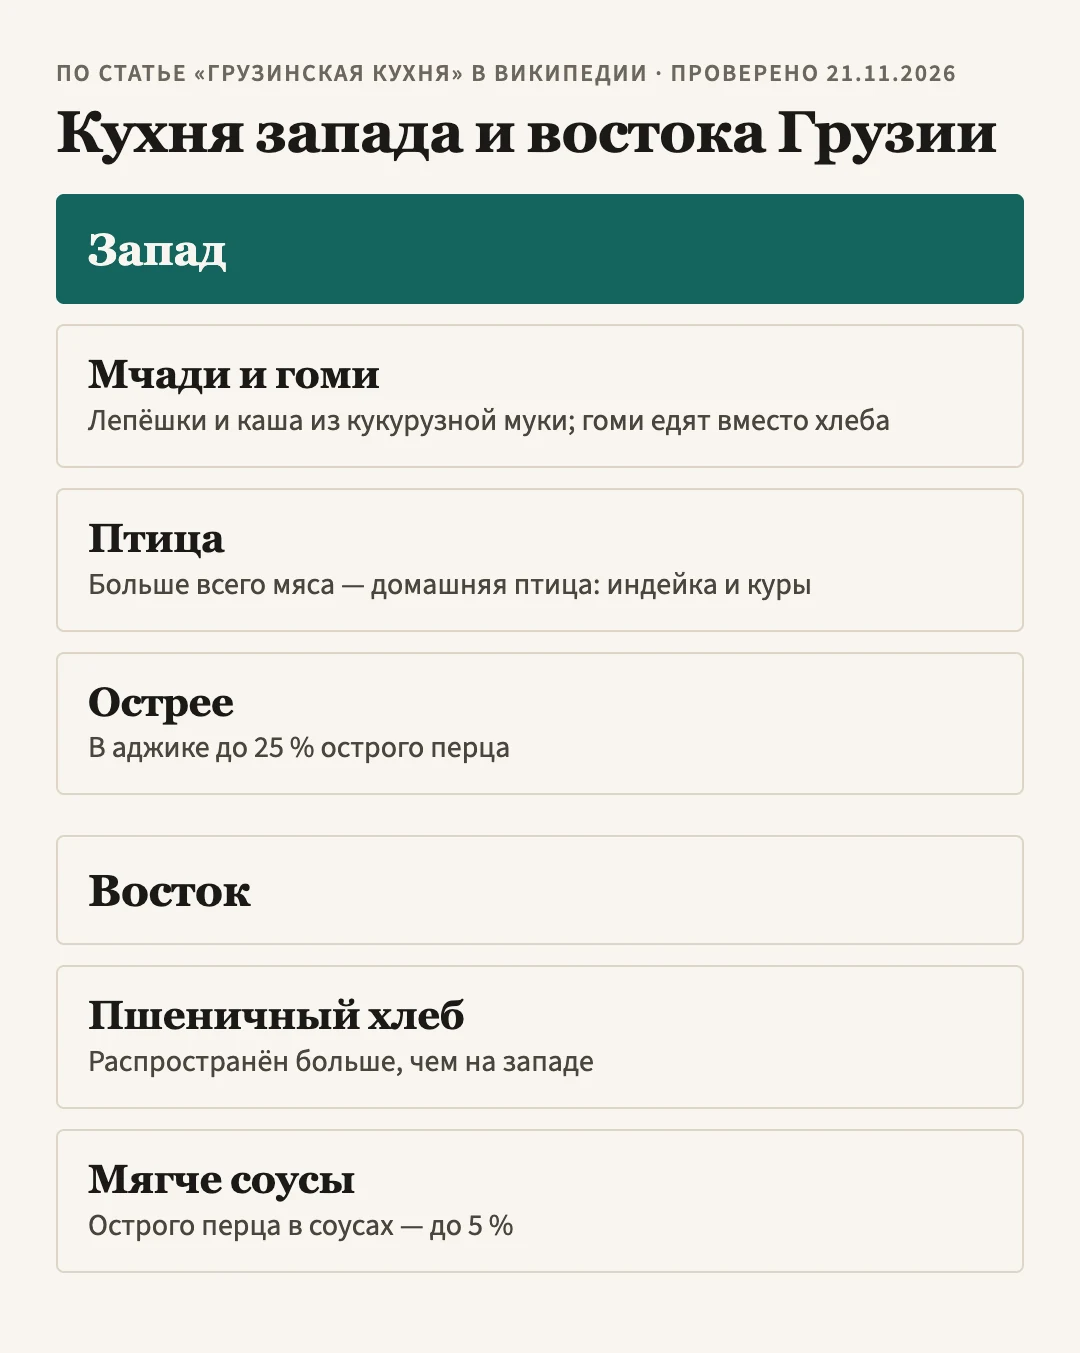 ПО СТАТЬЕ «ГРУЗИНСКАЯ КУХНЯ» В ВИКИПЕДИИ · ПРОВЕРЕНО 21.11.2026
Кухня запада и востока Грузии
Запад
Мчади и гоми
Лепёшки и каша из кукурузной муки; гоми едят вместо хлеба
Птица
Больше всего мяса — домашняя птица: индейка и куры
Острее
В аджике до 25 % острого перца
Восток
Пшеничный хлеб
Распространён больше, чем на западе
Мягче соусы
Острого перца в соусах — до 5 %